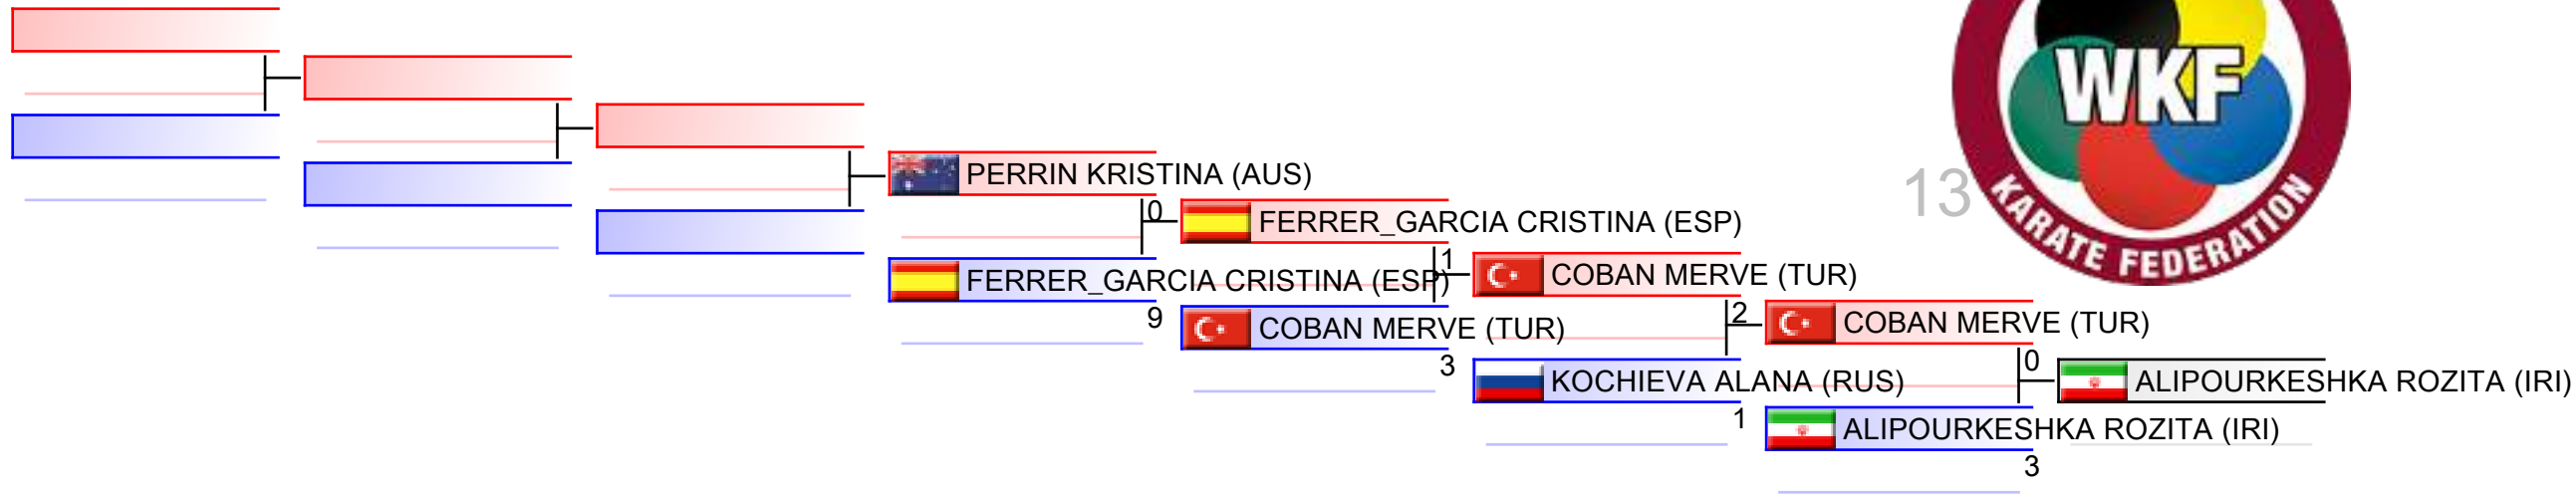 WKF
KARATE FEDERATION
13
PERRIN KRISTINA (AUS)
0
FERRER_GARCIA CRISTINA (ESP)
FERRER_GARCIA CRISTINA (ESP)
9
1
COBAN MERVE (TUR)
COBAN MERVE (TUR)
3
2
COBAN MERVE (TUR)
KOCHIEVA ALANA (RUS)
1
0
ALIPOURKESHKA ROZITA (IRI)
ALIPOURKESHKA ROZITA (IRI)
3